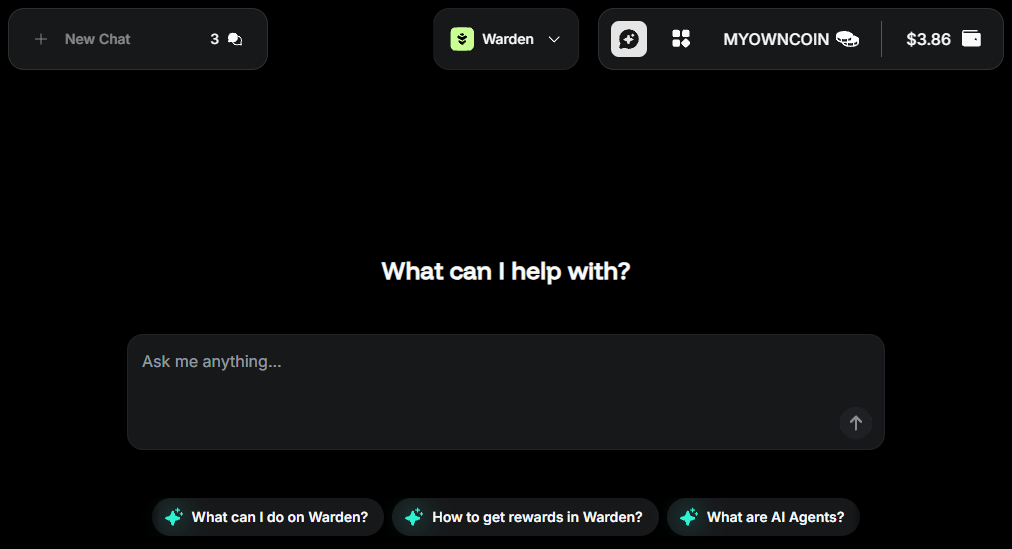 New Chat 3 Warden MYOWNCOIN $3.86
What can I help with?
Ask me anything...
What can I do on Warden? How to get rewards in Warden? What are AI Agents?